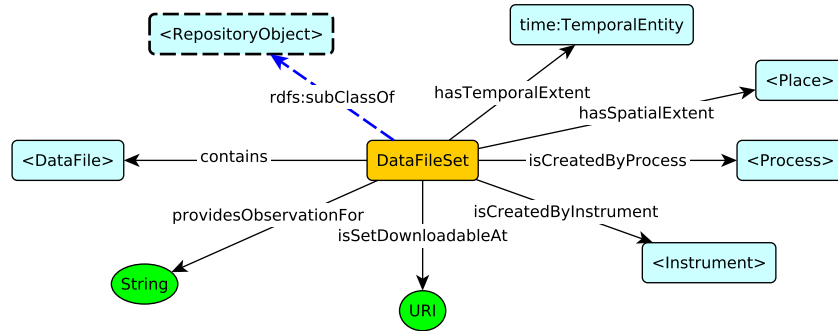 time:TemporalEntity
<RepositoryObject>
<Place>
hasTemporalExtent
rdfs:subClassOf
hasSpatialExtent
<DataFile>
contains
DataFileSet
isCreatedByProcess
<Process>
providesObservationFor
isCreatedByInstrument
isSetDownloadableAt
<Instrument>
String
URI